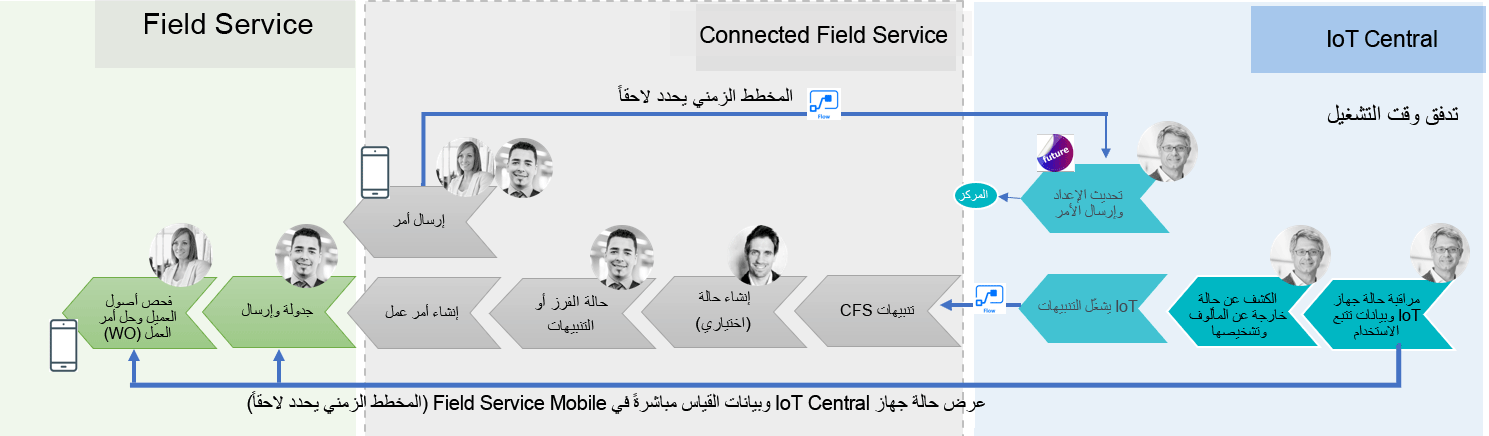 IoT Central
Connected Field Service
Field Service
تدفق وقت التشغيل
المخطط الزمني يحدد لاحقاً
Flow
future
تحديث الإعداد
وإرسال الأمر
المركز
إرسال أمر
مراقبة حالة جهاز
IoT وبيانات تتبع
الاستخدام
الكشف عن حالة
خارجة عن المألوف
وتشخيصها
IoT يشغّل التنبيهات
Flow
تنبيهات CFS
إنشاء حالة
(اختياري)
حالة الفرز أو
التنبيهات
إنشاء أمر عمل
جدولة وإرسال
فحص أصول
العميل وحل أمر
العمل (WO)
عرض حالة جهاز IoT Central وبيانات القياس مباشرةً في Field Service Mobile (المخطط الزمني يحدد لاحقاً)